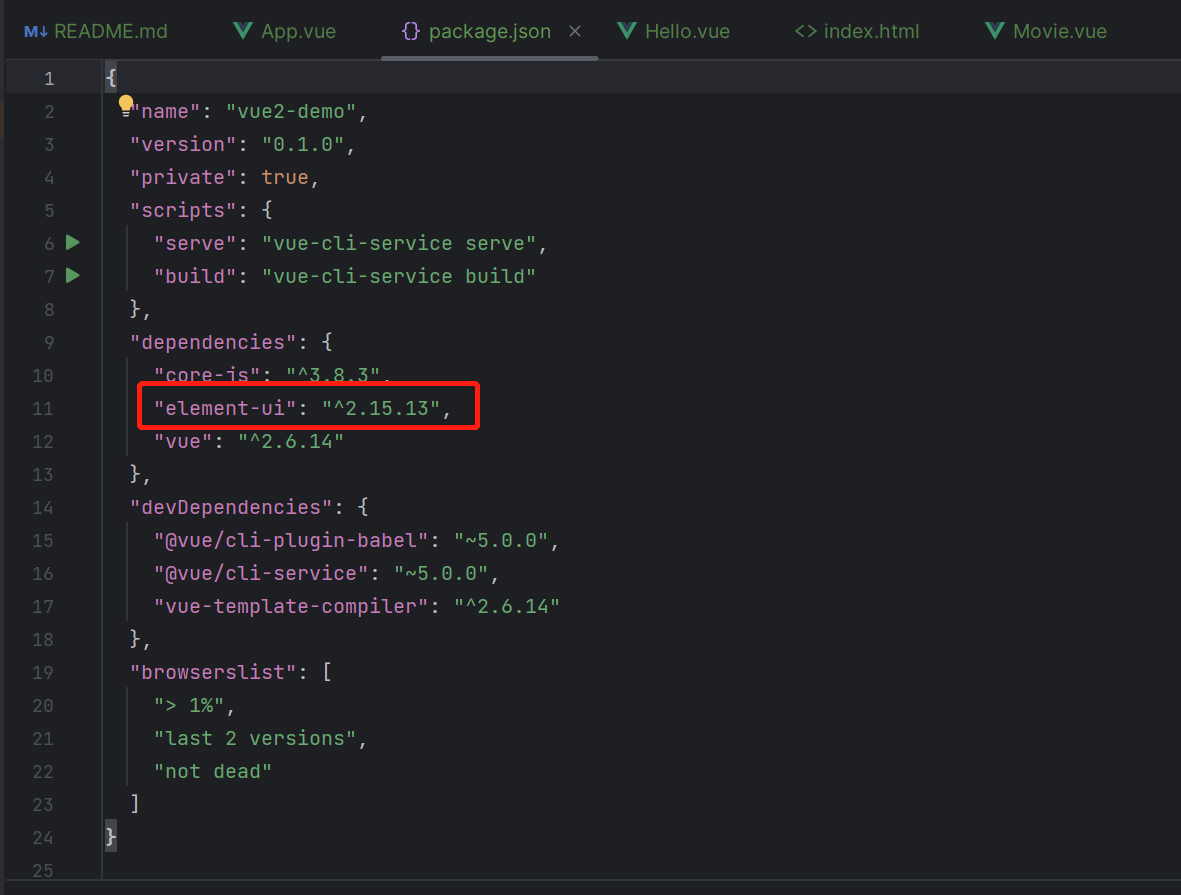 M↓ README.md App.vue {} package.json × Hello.vue <> index.html Movie.vue
1 {
2 "name": "vue2-demo",
3 "version": "0.1.0",
4 "private": true,
5 "scripts": {
6 "serve": "vue-cli-service serve",
7 "build": "vue-cli-service build"
8 },
9 "dependencies": {
10 "core-js": "^3.8.3",
11 "element-ui": "^2.15.13",
12 "vue": "^2.6.14"
13 },
14 "devDependencies": {
15 "@vue/cli-plugin-babel": "~5.0.0",
16 "@vue/cli-service": "~5.0.0",
17 "vue-template-compiler": "^2.6.14"
18 },
19 "browserslist": [
20 "> 1%",
21 "last 2 versions",
22 "not dead"
23 ]
24 }
25